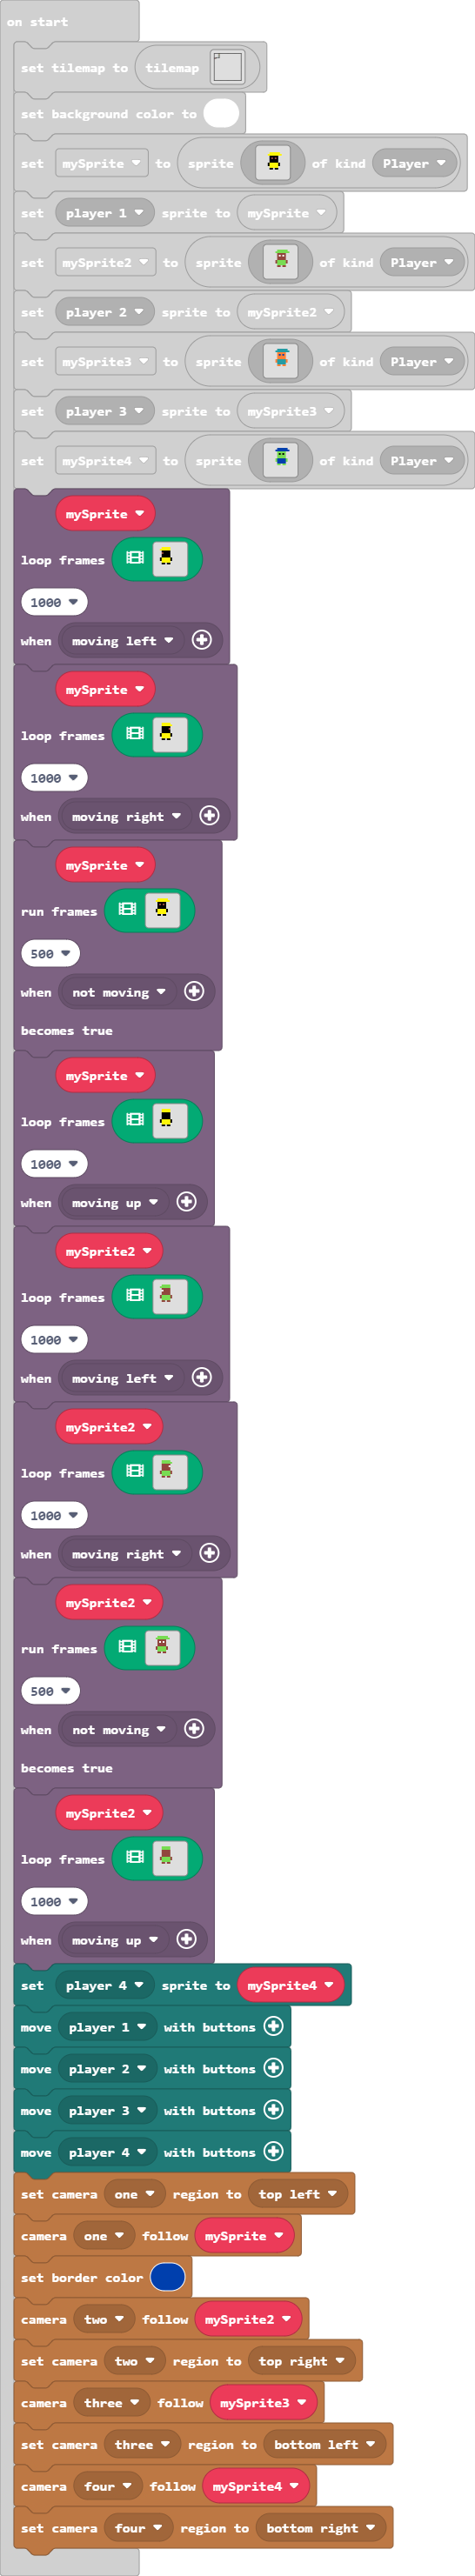 on start
set tilemap to tilemap
set background color to
set mySprite to sprite of kind Player
set player 1 sprite to mySprite
set mySprite2 to sprite of kind Player
set player 2 sprite to mySprite2
set mySprite3 to sprite of kind Player
set player 3 sprite to mySprite3
set mySprite4 to sprite of kind Player
mySprite
loop frames
1000
when moving left
mySprite
loop frames
1000
when moving right
mySprite
run frames
500
when not moving
becomes true
mySprite
loop frames
1000
when moving up
mySprite2
loop frames
1000
when moving left
mySprite2
loop frames
1000
when moving right
mySprite2
run frames
500
when not moving
becomes true
mySprite2
loop frames
1000
when moving up
set player 4 sprite to mySprite4
move player 1 with buttons
move player 2 with buttons
move player 3 with buttons
move player 4 with buttons
set camera one region to top left
camera one follow mySprite
set border color
camera two follow mySprite2
set camera two region to top right
camera three follow mySprite3
set camera three region to bottom left
camera four follow mySprite4
set camera four region to bottom right